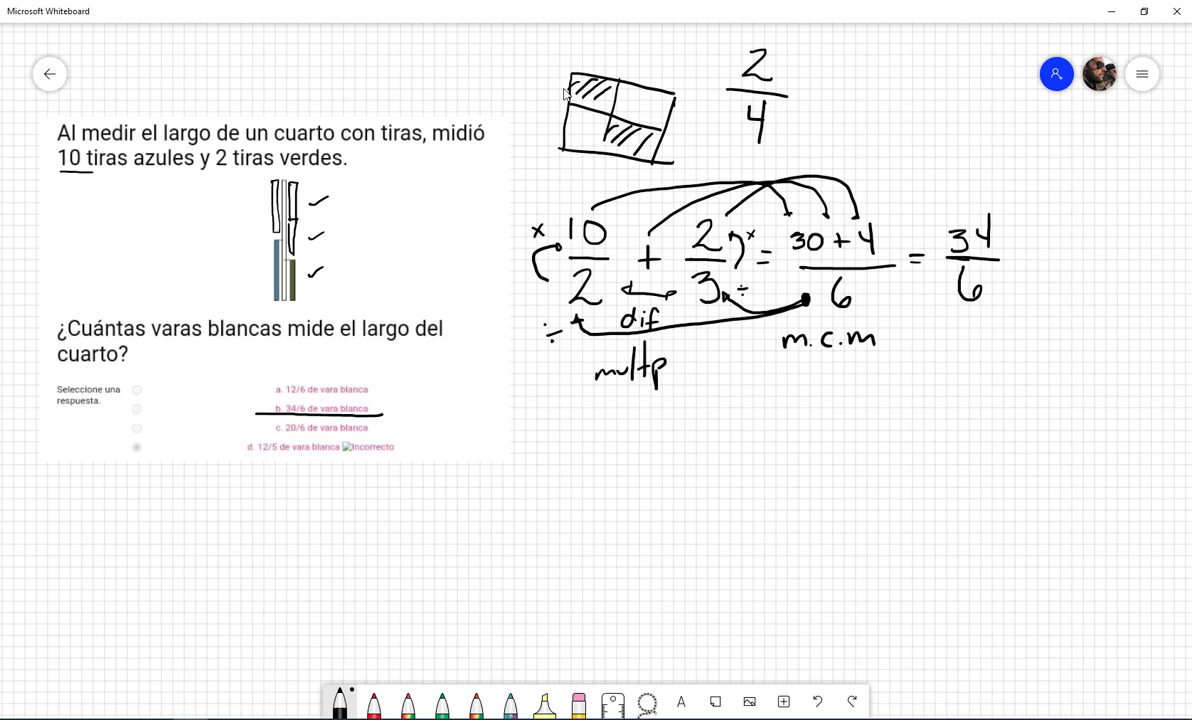 Microsoft Whiteboard
Al medir el largo de un cuarto con tiras, midió
10 tiras azules y 2 tiras verdes.
¿Cuántas varas blancas mide el largo del
cuarto?
Seleccione una
respuesta.
a. 12/6 de vara blanca
b. 34/6 de vara blanca
c. 20/6 de vara blanca
d. 12/5 de vara blanca Incorrecto
2
4
x 10 + 2 x = 30 + 4 = 34
2 3 ÷ 6 6
÷ dif
m.c.m
multp
A